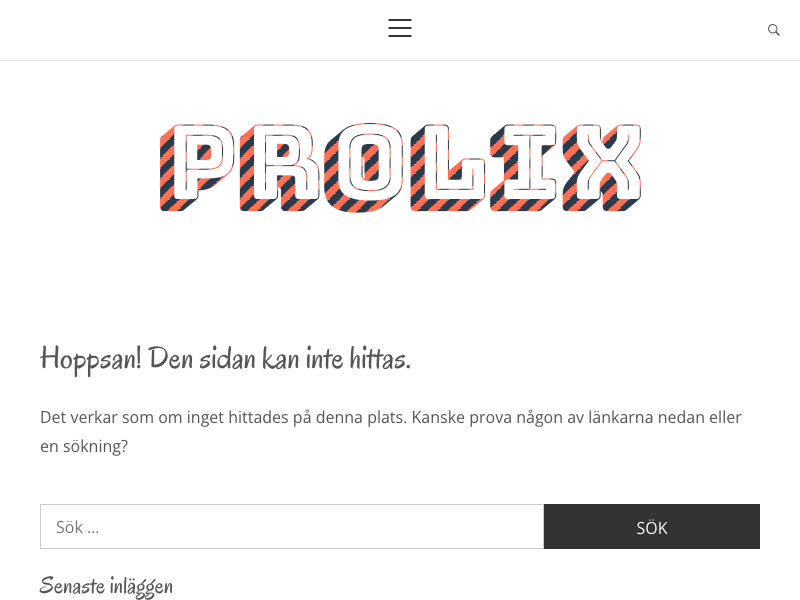 PROLIX
Hoppsan! Den sidan kan inte hittas.
Det verkar som om inget hittades på denna plats. Kanske prova någon av länkarna nedan eller
en sökning?
Sök …
SÖK
Senaste inläggen